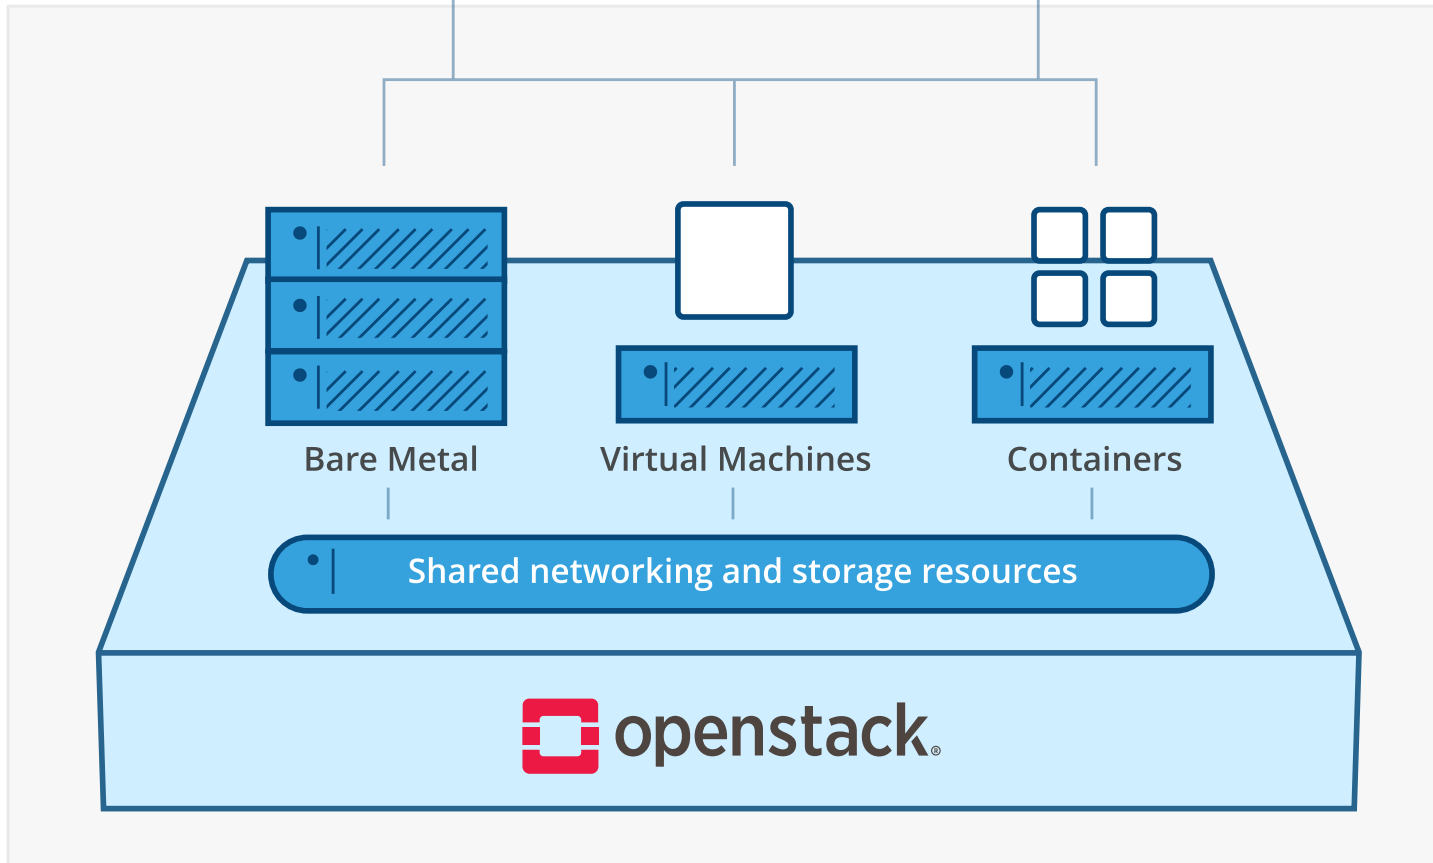 Bare Metal
Virtual Machines
Containers
Shared networking and storage resources
openstack®